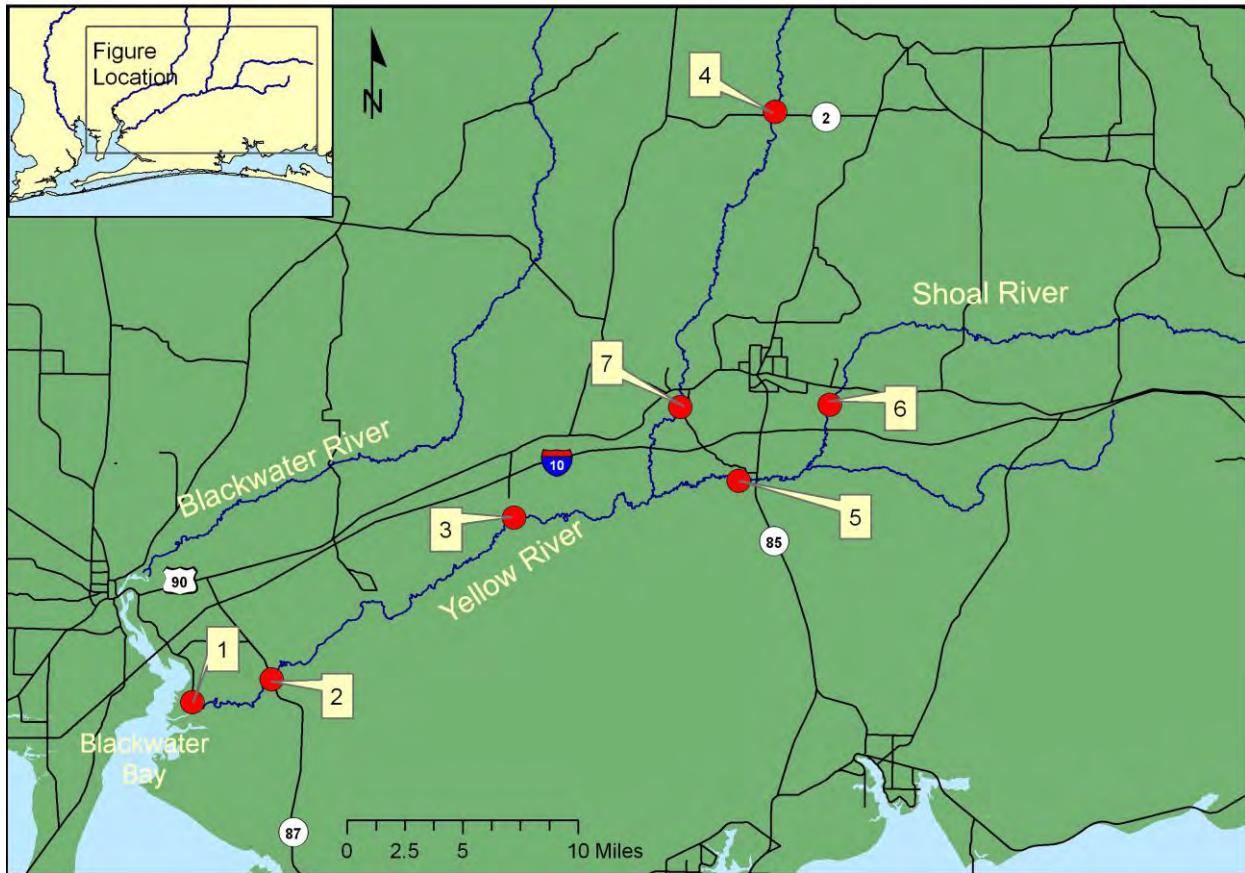 Figure
Location
N
4
2
Shoal River
7
6
Blackwater River
10
3
5
Yellow River
85
90
1
2
Blackwater
Bay
87
0 2.5 5 10 Miles